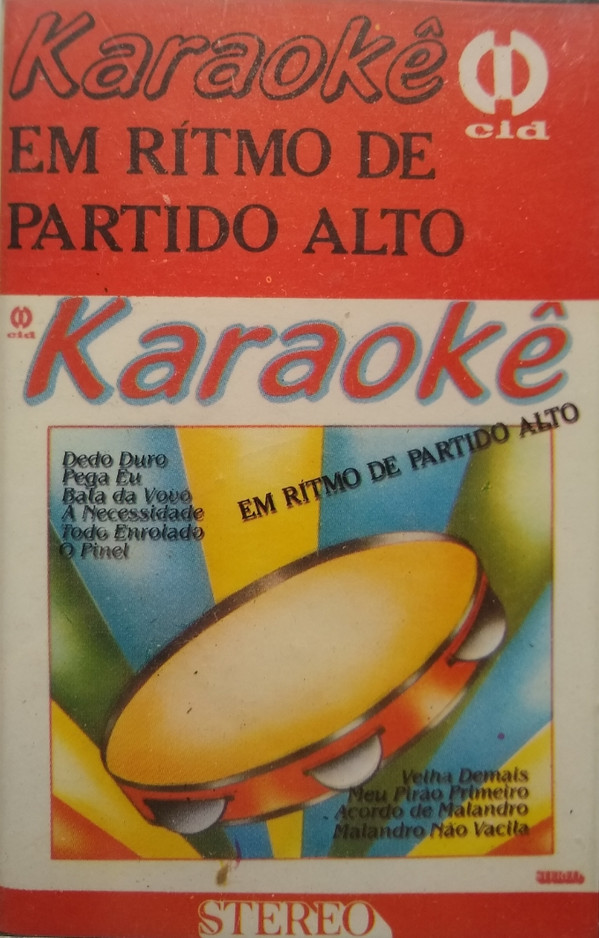 Karaokê
cid
EM RÍTMO DE
PARTIDO ALTO
cid
Karaokê
EM RÍTMO DE PARTIDO ALTO
Dedo Duro
Pega Eu
Bala da Vovo
A Necessidade
Todo Enrolado
O Pinel
Velha Demais
Meu Pirão Primeiro
Acordo de Malandro
Malandro Não Vacila
STEREO